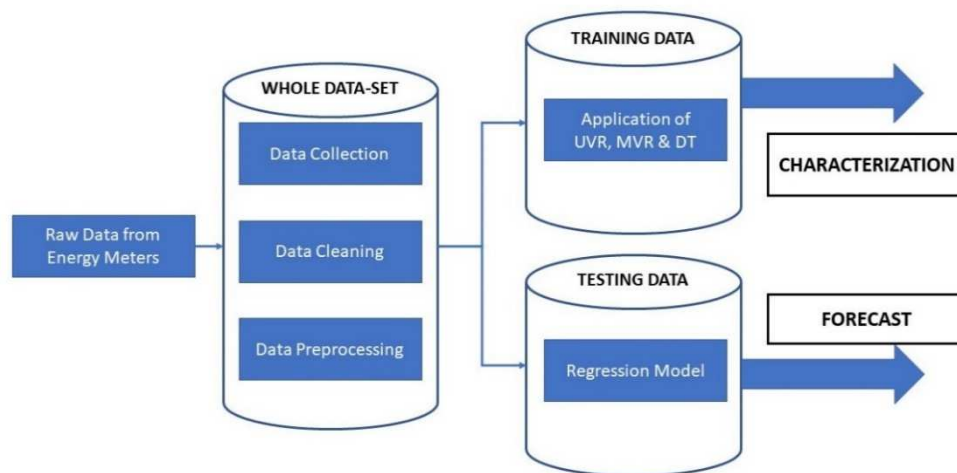 Raw Data from
Energy Meters
WHOLE DATA-SET
Data Collection
Data Cleaning
Data Preprocessing
TRAINING DATA
Application of
UVR, MVR & DT
CHARACTERIZATION
TESTING DATA
Regression Model
FORECAST